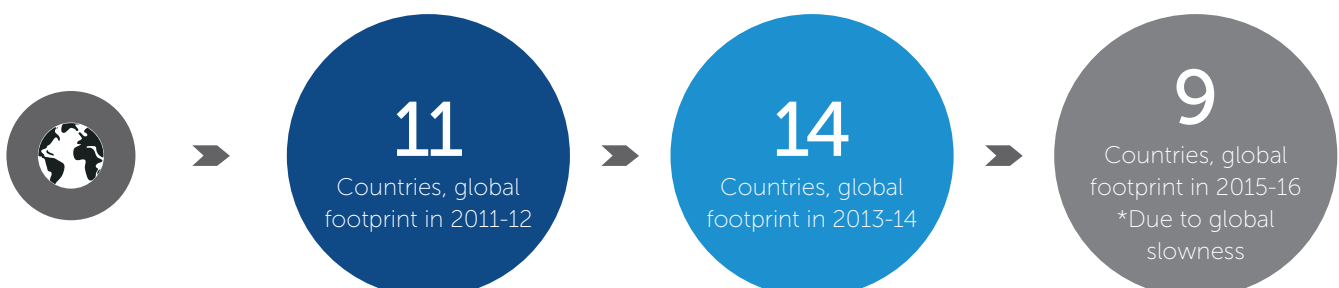 11
Countries, global
footprint in 2011-12
14
Countries, global
footprint in 2013-14
9
Countries, global
footprint in 2015-16
*Due to global
slowness